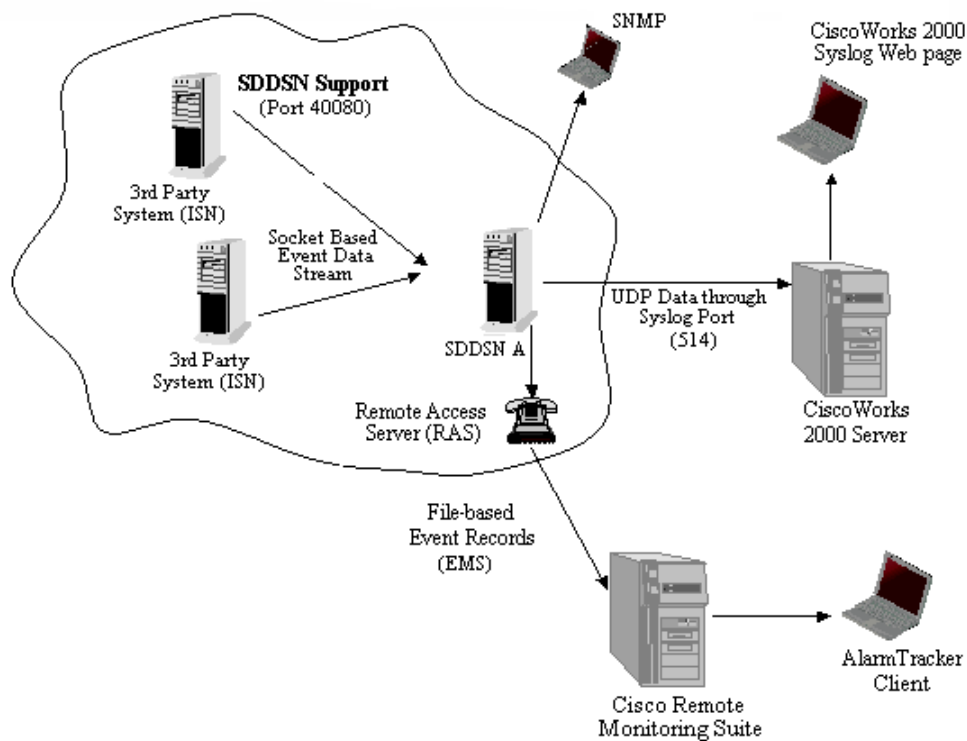 SNMP
CiscoWorks 2000
Syslog Web page
SDDSN Support
(Port 40080)
3rd Party
System (ISN)
Socket Based
Event Data
Stream
3rd Party
System (ISN)
SDDSN A
UDP Data through
Syslog Port
(514)
CiscoWorks
2000 Server
Remote Access
Server (RAS)
File-based
Event Records
(EMS)
Cisco Remote
Monitoring Suite
AlarmTracker
Client